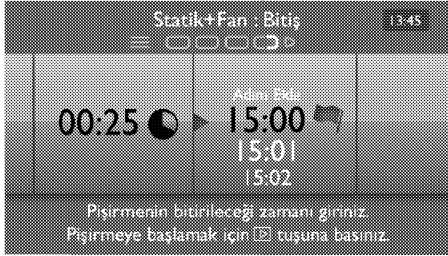 Statik+Fan : Bitiş
13:45
Adım Ekle
00:25 15:00
15:01
15:02
Pişirmenin bitirileceği zamanı giriniz.
Pişirmeye başlamak için tuşuna basınız.